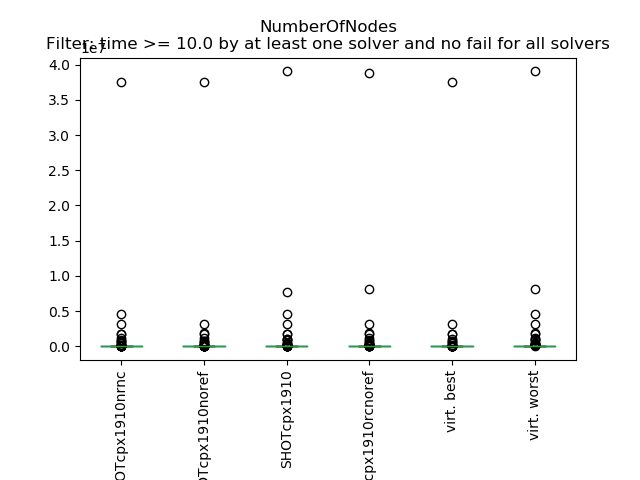 NumberOfNodes
Filter: time >= 10.0 by at least one solver and no fail for all solvers
1e7
4.0
3.5
3.0
2.5
2.0
1.5
1.0
0.5
0.0
OTcpx1910nrnc
OTcpx1910noref
SHOTcpx1910
cpx1910rcnoref
virt. best
virt. worst